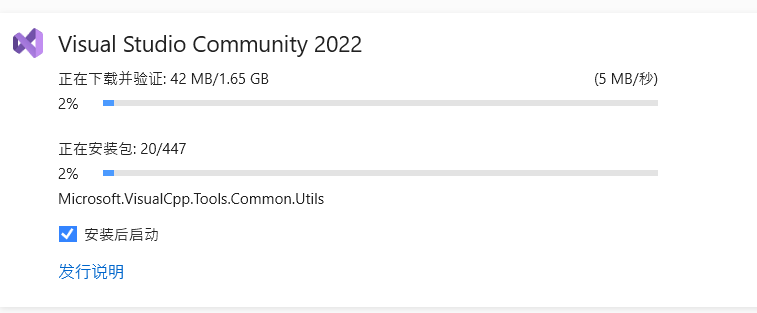 Visual Studio Community 2022
正在下载并验证: 42 MB/1.65 GB (5 MB/秒)
2%
正在安装包: 20/447
2%
Microsoft.VisualCpp.Tools.Common.Utils
安装后启动
发行说明